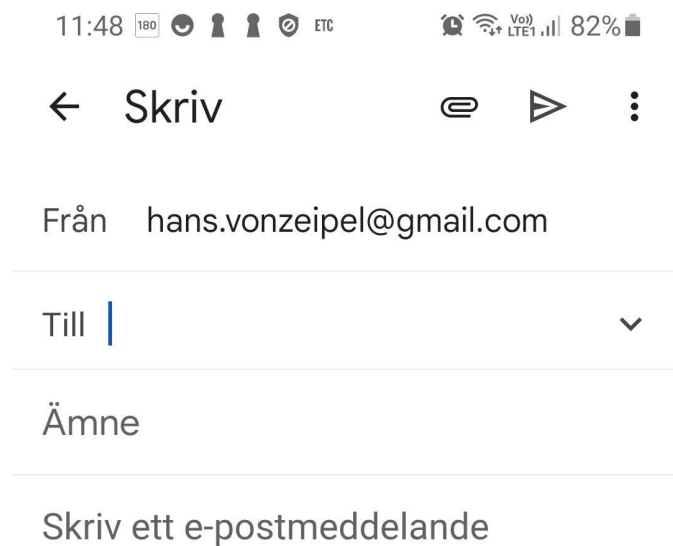 11:48 180 ETC Vo)) LTE1 82%
Skriv
Från hans.vonzeipel@gmail.com
Till
Ämne
Skriv ett e-postmeddelande